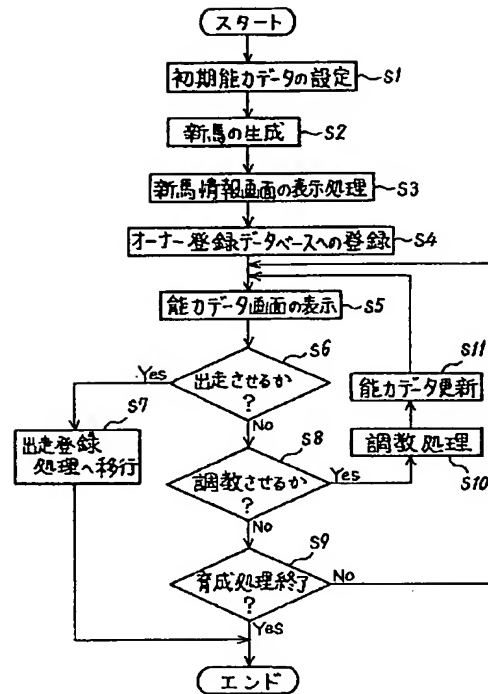 スタート
初期能力データの設定
S1
新馬の生成
S2
新馬情報画面の表示処理
S3
オーナー登録データベースへの登録
S4
能力データ画面の表示
S5
S6
出走させるか
?
Yes
No
S7
出走登録
処理へ移行
S8
調教させるか
?
Yes
No
S11
能力データ更新
調教処理
S10
S9
育成処理終了
?
No
Yes
エンド